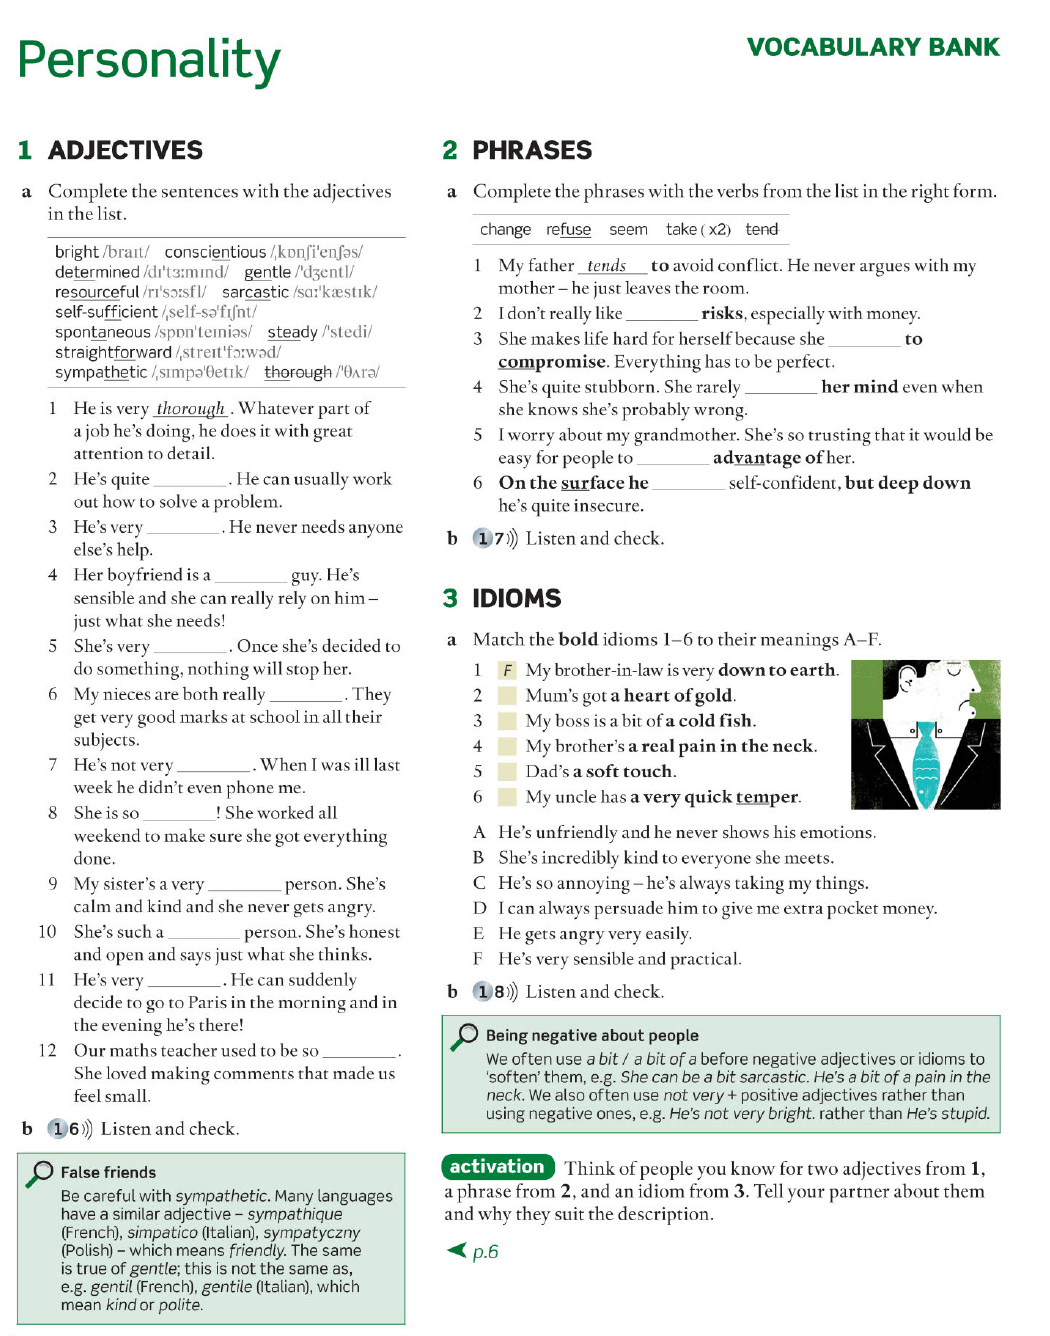 Personality
VOCABULARY BANK
1 ADJECTIVES
a Complete the sentences with the adjectives
in the list.
bright /braɪt/ conscientious /ˌkɒnʃiˈenʃəs/
determined /dɪˈtɜːmɪnd/ gentle /ˈdʒentl/
resourceful /rɪˈsɔːsfl/ sarcastic /sɑːˈkæstɪk/
self-sufficient /ˌself-səˈfɪʃnt/
spontaneous /spɒnˈteɪniəs/ steady /ˈstedi/
straightforward /ˌstreɪtˈfɔːwəd/
sympathetic /ˌsɪmpəˈθetɪk/ thorough /ˈθʌrə/
1 He is very thorough. Whatever part of
a job he's doing, he does it with great
attention to detail.
2 He's quite ________. He can usually work
out how to solve a problem.
3 He's very ________. He never needs anyone
else's help.
4 Her boyfriend is a ________ guy. He's
sensible and she can really rely on him –
just what she needs!
5 She's very ________. Once she's decided to
do something, nothing will stop her.
6 My nieces are both really ________. They
get very good marks at school in all their
subjects.
7 He's not very ________. When I was ill last
week he didn't even phone me.
8 She is so ________! She worked all
weekend to make sure she got everything
done.
9 My sister's a very ________ person. She's
calm and kind and she never gets angry.
10 She's such a ________ person. She's honest
and open and says just what she thinks.
11 He's very ________. He can suddenly
decide to go to Paris in the morning and in
the evening he's there!
12 Our maths teacher used to be so ________.
She loved making comments that made us
feel small.
b 1 6))) Listen and check.
False friends
Be careful with sympathetic. Many languages
have a similar adjective – sympathique
(French), simpatico (Italian), sympatyczny
(Polish) – which means friendly. The same
is true of gentle; this is not the same as,
e.g. gentil (French), gentile (Italian), which
mean kind or polite.
2 PHRASES
a Complete the phrases with the verbs from the list in the right form.
change refuse seem take (x2) tend
1 My father tends to avoid conflict. He never argues with my
mother – he just leaves the room.
2 I don't really like ________ risks, especially with money.
3 She makes life hard for herself because she ________ to
compromise. Everything has to be perfect.
4 She's quite stubborn. She rarely ________ her mind even when
she knows she's probably wrong.
5 I worry about my grandmother. She's so trusting that it would be
easy for people to ________ advantage of her.
6 On the surface he ________ self-confident, but deep down
he's quite insecure.
b 1 7))) Listen and check.
3 IDIOMS
a Match the bold idioms 1–6 to their meanings A–F.
1 F My brother-in-law is very down to earth.
2 Mum's got a heart of gold.
3 My boss is a bit of a cold fish.
4 My brother's a real pain in the neck.
5 Dad's a soft touch.
6 My uncle has a very quick temper.
A He's unfriendly and he never shows his emotions.
B She's incredibly kind to everyone she meets.
C He's so annoying – he's always taking my things.
D I can always persuade him to give me extra pocket money.
E He gets angry very easily.
F He's very sensible and practical.
b 1 8))) Listen and check.
Being negative about people
We often use a bit / a bit of a before negative adjectives or idioms to
'soften' them, e.g. She can be a bit sarcastic. He's a bit of a pain in the
neck. We also often use not very + positive adjectives rather than
using negative ones, e.g. He's not very bright. rather than He's stupid.
activation Think of people you know for two adjectives from 1,
a phrase from 2, and an idiom from 3. Tell your partner about them
and why they suit the description.
p.6